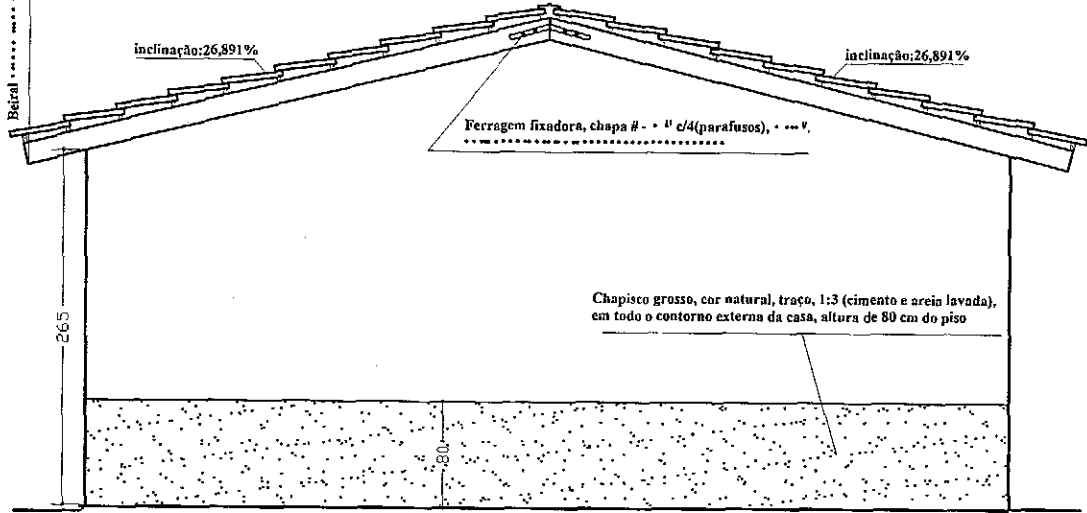 Beiral
inclinação:26,891%
inclinação:26,891%
Ferragem fixadora, chapa # c/4(parafusos),
Chapisco grosso, cor natural, traço, 1:3 (cimento e areia lavada),
em todo o contorno externa da casa, altura de 80 cm do piso
265
80